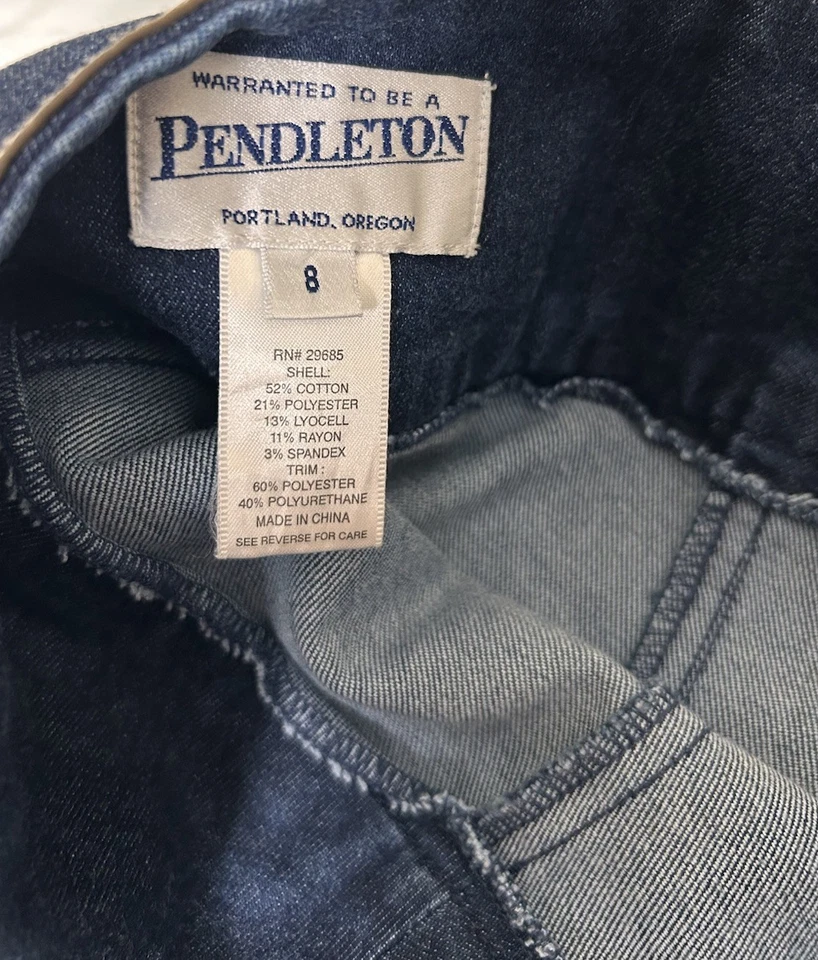 WARRANTED TO BE A
PENDLETON
PORTLAND, OREGON
8
RN# 29685
SHELL:
52% COTTON
21% POLYESTER
13% LYOCELL
11% RAYON
3% SPANDEX
TRIM :
60% POLYESTER
40% POLYURETHANE
MADE IN CHINA
SEE REVERSE FOR CARE